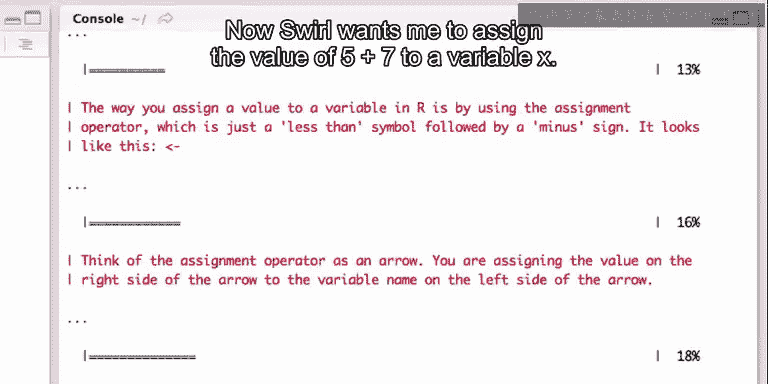 Console ~/
Now Swirl wants me to assign
the value of 5 + 7 to a variable x.
...
| 13%
| The way you assign a value to a variable in R is by using the assignment
| operator, which is just a 'less than' symbol followed by a 'minus' sign. It looks
| like this: <-
...
| 16%
| Think of the assignment operator as an arrow. You are assigning the value on the
| right side of the arrow to the variable name on the left side of the arrow.
...
| 18%